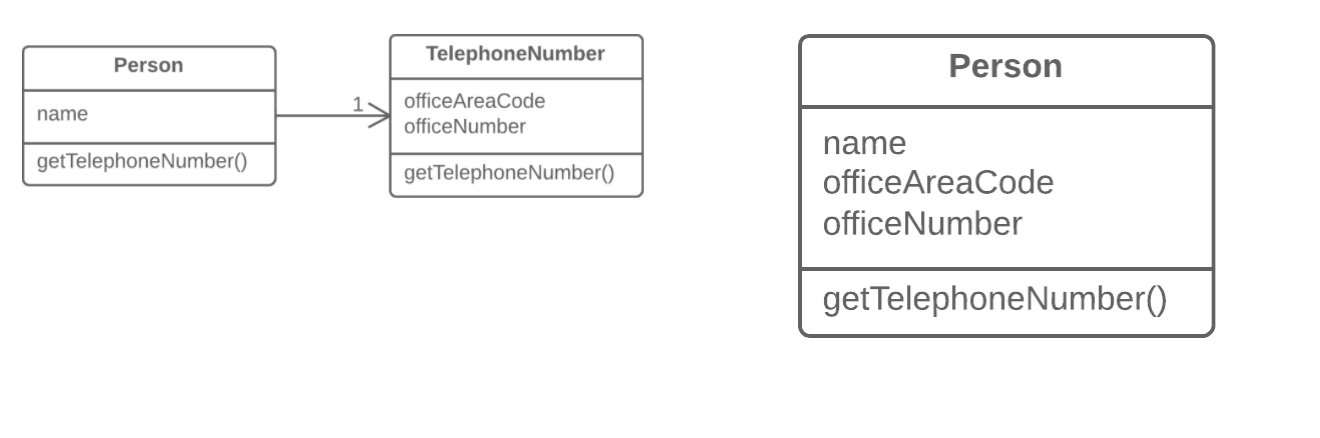 Person
name
getTelephoneNumber()
1
TelephoneNumber
officeAreaCode
officeNumber
getTelephoneNumber()
Person
name
officeAreaCode
officeNumber
getTelephoneNumber()